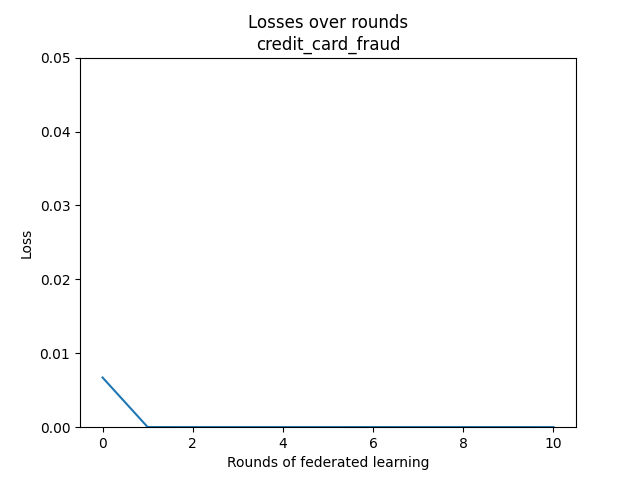 Losses over rounds
credit_card_fraud
0.05
0.04
0.03
0.02
0.01
0.00
Loss
0 2 4 6 8 10
Rounds of federated learning